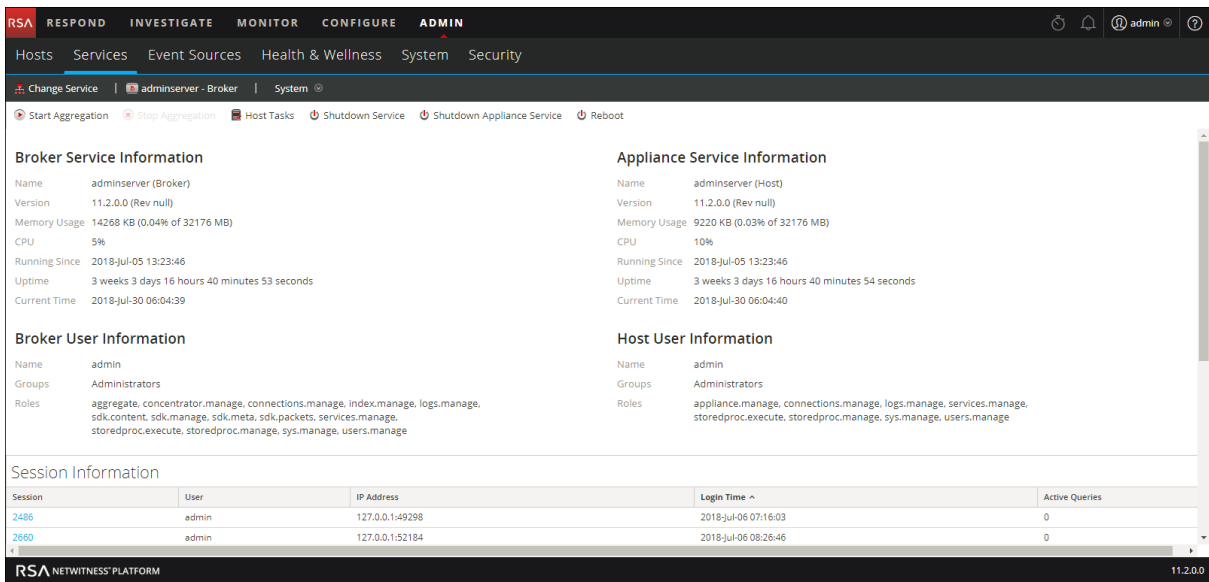 RSA RESPOND INVESTIGATE MONITOR CONFIGURE ADMIN admin
Hosts Services Event Sources Health & Wellness System Security
Change Service | adminserver - Broker | System
Start Aggregation Stop Aggregation Host Tasks Shutdown Service Shutdown Appliance Service Reboot
Broker Service Information
Name adminserver (Broker)
Version 11.2.0.0 (Rev null)
Memory Usage 14268 KB (0.04% of 32176 MB)
CPU 5%
Running Since 2018-Jul-05 13:23:46
Uptime 3 weeks 3 days 16 hours 40 minutes 53 seconds
Current Time 2018-Jul-30 06:04:39
Appliance Service Information
Name adminserver (Host)
Version 11.2.0.0 (Rev null)
Memory Usage 9220 KB (0.03% of 32176 MB)
CPU 10%
Running Since 2018-Jul-05 13:23:46
Uptime 3 weeks 3 days 16 hours 40 minutes 54 seconds
Current Time 2018-Jul-30 06:04:40
Broker User Information
Name admin
Groups Administrators
Roles aggregate, concentrator.manage, connections.manage, index.manage, logs.manage,
sdk.content, sdk.manage, sdk.meta, sdk.packets, services.manage,
storedproc.execute, storedproc.manage, sys.manage, users.manage
Host User Information
Name admin
Groups Administrators
Roles appliance.manage, connections.manage, logs.manage, services.manage,
storedproc.execute, storedproc.manage, sys.manage, users.manage
Session Information
Session User IP Address Login Time Active Queries
2486 admin 127.0.0.1:49298 2018-Jul-06 07:16:03 0
2660 admin 127.0.0.1:52184 2018-Jul-06 08:26:46 0
RSA NETWITNESS® PLATFORM 11.2.0.0